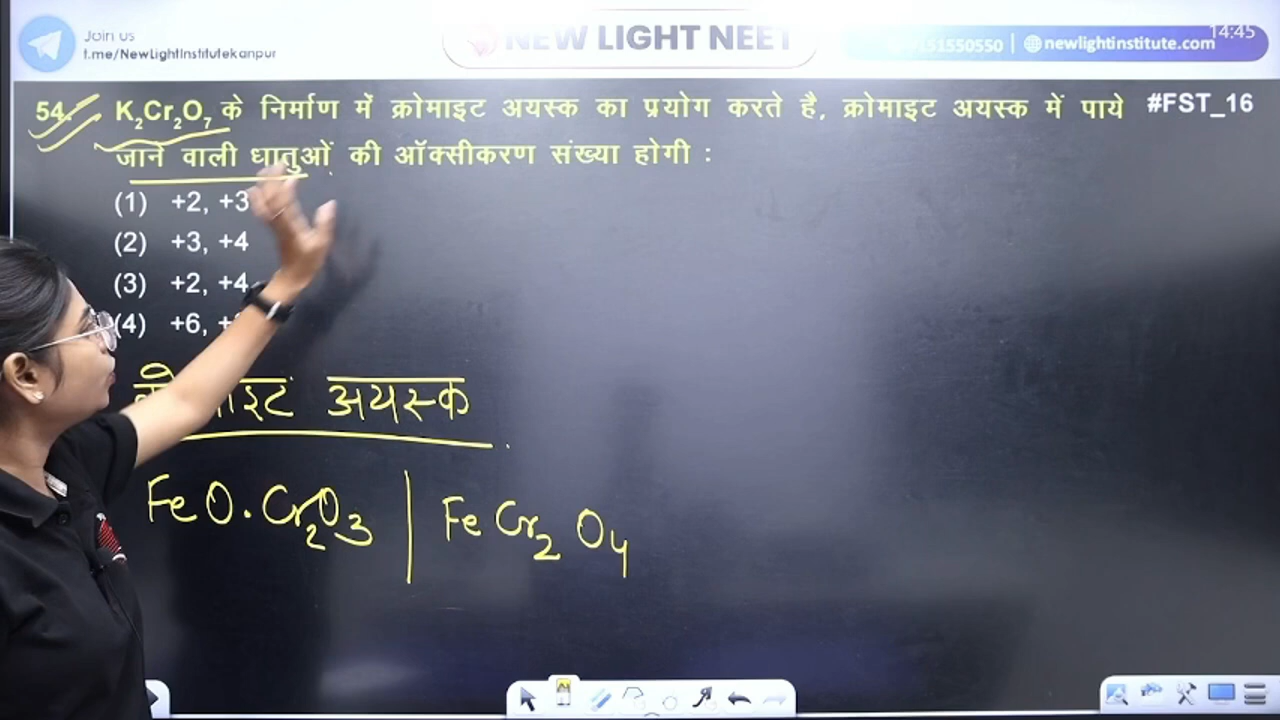 Join us
t.me/NewLightInstitutekanpur
NEW LIGHT NEET
151550550 | newlightinstitute.com
14:45
54. K₂Cr₂O₇ के निर्माण में क्रोमाइट अयस्क का प्रयोग करते है, क्रोमाइट अयस्क में पाये #FST_16
जाने वाली धातुओं की ऑक्सीकरण संख्या होगी :
(1) +2, +3
(2) +3, +4
(3) +2, +4
(4) +6,
अयस्क
FeO.Cr₂O₃ | FeCr₂O₄